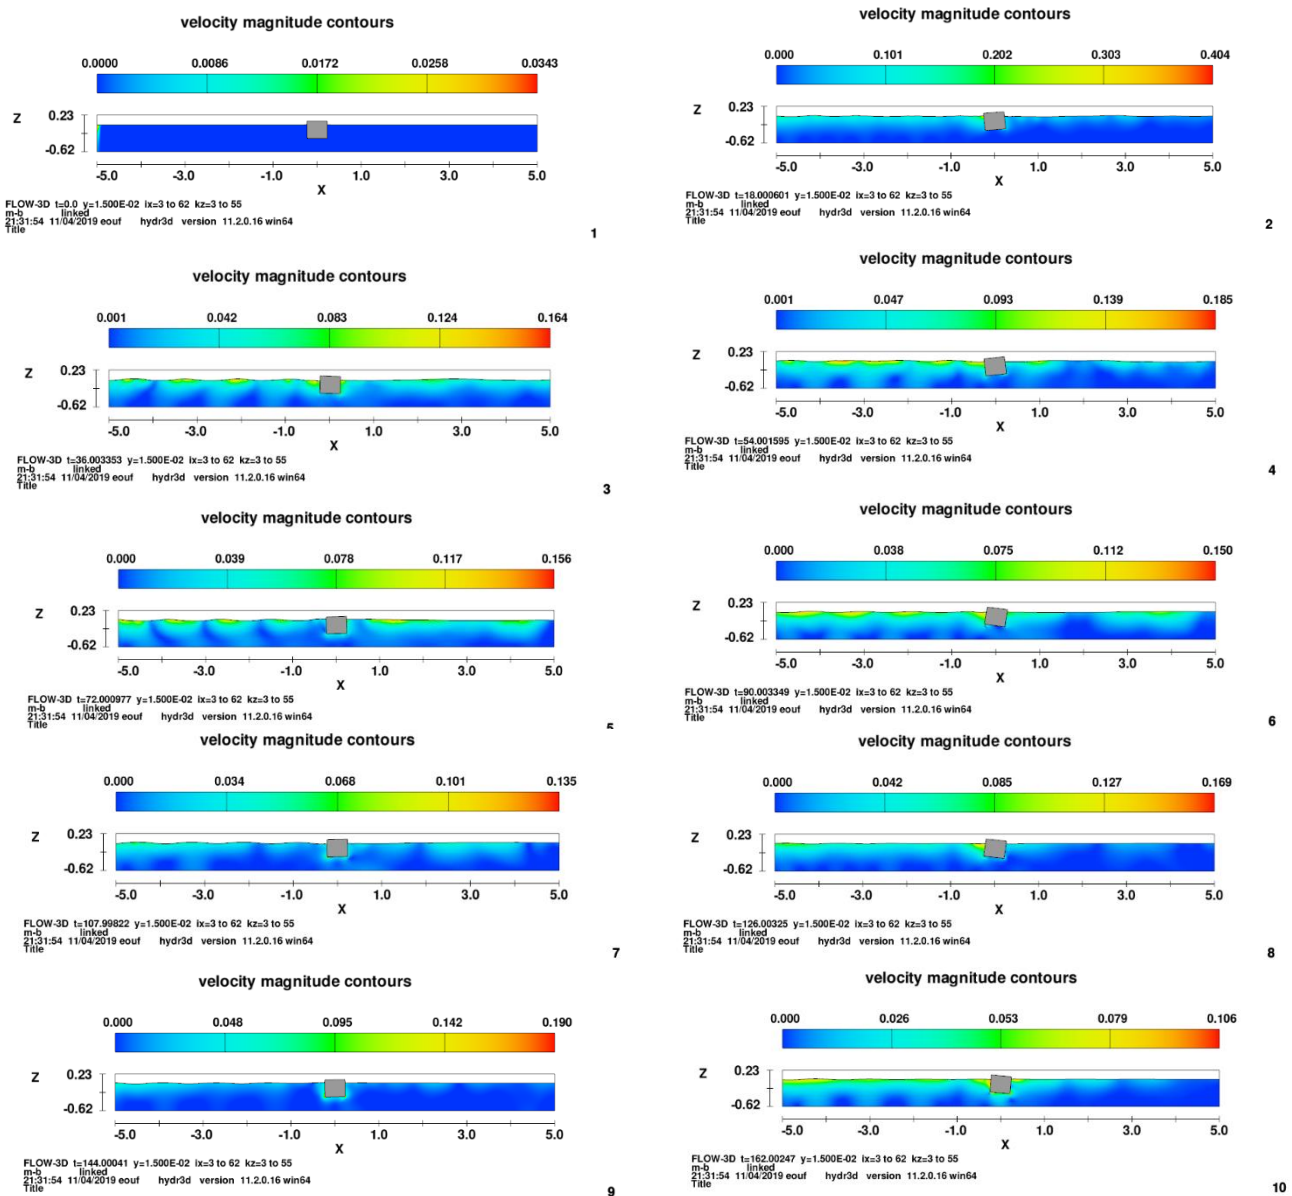 velocity magnitude contours
0.0000 0.0086 0.0172 0.0258 0.0343
Z 0.23
-0.62
-5.0 -3.0 -1.0 1.0 3.0 5.0
X
FLOW-3D t=0.0 y=1.500E-02 ix=3 to 62 kz=3 to 55
m-b linked
21:31:54 11/04/2019 eouf hydr3d version 11.2.0.16 win64
Title
1
velocity magnitude contours
0.000 0.101 0.202 0.303 0.404
Z 0.23
-0.62
-5.0 -3.0 -1.0 1.0 3.0 5.0
X
FLOW-3D t=18.000601 y=1.500E-02 ix=3 to 62 kz=3 to 55
m-b linked
21:31:54 11/04/2019 eouf hydr3d version 11.2.0.16 win64
Title
2
velocity magnitude contours
0.001 0.042 0.083 0.124 0.164
Z 0.23
-0.62
-5.0 -3.0 -1.0 1.0 3.0 5.0
X
FLOW-3D t=36.003353 y=1.500E-02 ix=3 to 62 kz=3 to 55
m-b linked
21:31:54 11/04/2019 eouf hydr3d version 11.2.0.16 win64
Title
3
velocity magnitude contours
0.001 0.047 0.093 0.139 0.185
Z 0.23
-0.62
-5.0 -3.0 -1.0 1.0 3.0 5.0
X
FLOW-3D t=54.001595 y=1.500E-02 ix=3 to 62 kz=3 to 55
m-b linked
21:31:54 11/04/2019 eouf hydr3d version 11.2.0.16 win64
Title
4
velocity magnitude contours
0.000 0.039 0.078 0.117 0.156
Z 0.23
-0.62
-5.0 -3.0 -1.0 1.0 3.0 5.0
X
FLOW-3D t=72.000977 y=1.500E-02 ix=3 to 62 kz=3 to 55
m-b linked
21:31:54 11/04/2019 eouf hydr3d version 11.2.0.16 win64
Title
5
velocity magnitude contours
0.000 0.038 0.075 0.112 0.150
Z 0.23
-0.62
-5.0 -3.0 -1.0 1.0 3.0 5.0
X
FLOW-3D t=90.003349 y=1.500E-02 ix=3 to 62 kz=3 to 55
m-b linked
21:31:54 11/04/2019 eouf hydr3d version 11.2.0.16 win64
Title
6
velocity magnitude contours
0.000 0.034 0.068 0.101 0.135
Z 0.23
-0.62
-5.0 -3.0 -1.0 1.0 3.0 5.0
X
FLOW-3D t=107.99822 y=1.500E-02 ix=3 to 62 kz=3 to 55
m-b linked
21:31:54 11/04/2019 eouf hydr3d version 11.2.0.16 win64
Title
7
velocity magnitude contours
0.000 0.042 0.085 0.127 0.169
Z 0.23
-0.62
-5.0 -3.0 -1.0 1.0 3.0 5.0
X
FLOW-3D t=126.00325 y=1.500E-02 ix=3 to 62 kz=3 to 55
m-b linked
21:31:54 11/04/2019 eouf hydr3d version 11.2.0.16 win64
Title
8
velocity magnitude contours
0.000 0.048 0.095 0.142 0.190
Z 0.23
-0.62
-5.0 -3.0 -1.0 1.0 3.0 5.0
X
FLOW-3D t=144.00041 y=1.500E-02 ix=3 to 62 kz=3 to 55
m-b linked
21:31:54 11/04/2019 eouf hydr3d version 11.2.0.16 win64
Title
9
velocity magnitude contours
0.000 0.026 0.053 0.079 0.106
Z 0.23
-0.62
-5.0 -3.0 -1.0 1.0 3.0 5.0
X
FLOW-3D t=162.00247 y=1.500E-02 ix=3 to 62 kz=3 to 55
m-b linked
21:31:54 11/04/2019 eouf hydr3d version 11.2.0.16 win64
Title
10